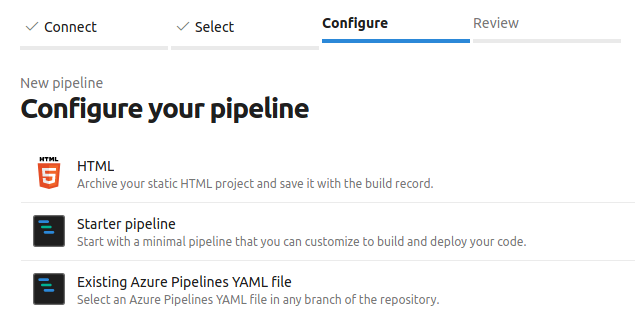 Connect
Select
Configure
Review
New pipeline
Configure your pipeline
HTML
5
HTML
Archive your static HTML project and save it with the build record.
Starter pipeline
Start with a minimal pipeline that you can customize to build and deploy your code.
Existing Azure Pipelines YAML file
Select an Azure Pipelines YAML file in any branch of the repository.